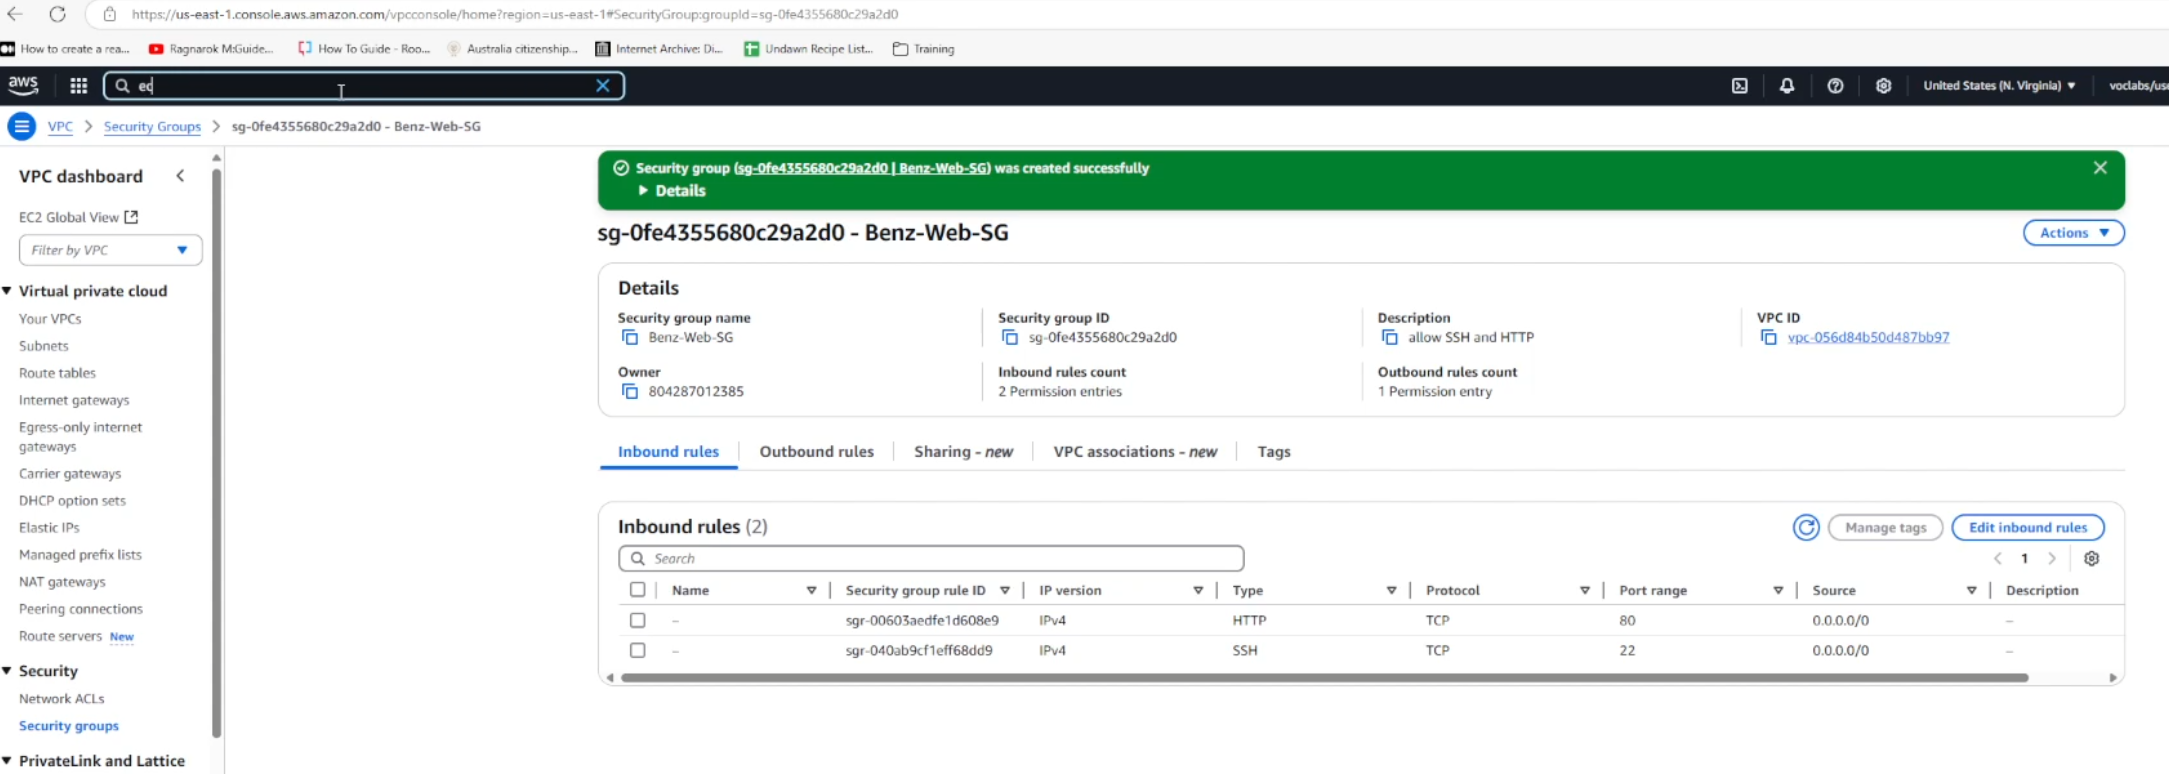 https://us-east-1.console.aws.amazon.com/vpcconsole/home?region=us-east-1#SecurityGroup:groupId=sg-0fe4355680c29a2d0
How to create a rea... Ragnarok M:Guide... How To Guide - Roo... Australia citizenship... Internet Archive: Di... Undawn Recipe List... Training
aws ec United States (N. Virginia) voclabs/use
VPC > Security Groups > sg-0fe4355680c29a2d0 - Benz-Web-SG
VPC dashboard
EC2 Global View
Filter by VPC
Virtual private cloud
Your VPCs
Subnets
Route tables
Internet gateways
Egress-only internet
gateways
Carrier gateways
DHCP option sets
Elastic IPs
Managed prefix lists
NAT gateways
Peering connections
Route servers New
Security
Network ACLs
Security groups
PrivateLink and Lattice
Security group (sg-0fe4355680c29a2d0 | Benz-Web-SG) was created successfully
Details
sg-0fe4355680c29a2d0 - Benz-Web-SG
Actions
Details
Security group name Security group ID Description VPC ID
Benz-Web-SG sg-0fe4355680c29a2d0 allow SSH and HTTP vpc-056d84b50d487bb97
Owner Inbound rules count Outbound rules count
804287012385 2 Permission entries 1 Permission entry
Inbound rules Outbound rules Sharing - new VPC associations - new Tags
Inbound rules (2) Manage tags Edit inbound rules
Search 1
Name Security group rule ID IP version Type Protocol Port range Source Description
– sgr-00603aedfe1d608e9 IPv4 HTTP TCP 80 0.0.0.0/0 –
– sgr-040ab9cf1eff68dd9 IPv4 SSH TCP 22 0.0.0.0/0 –